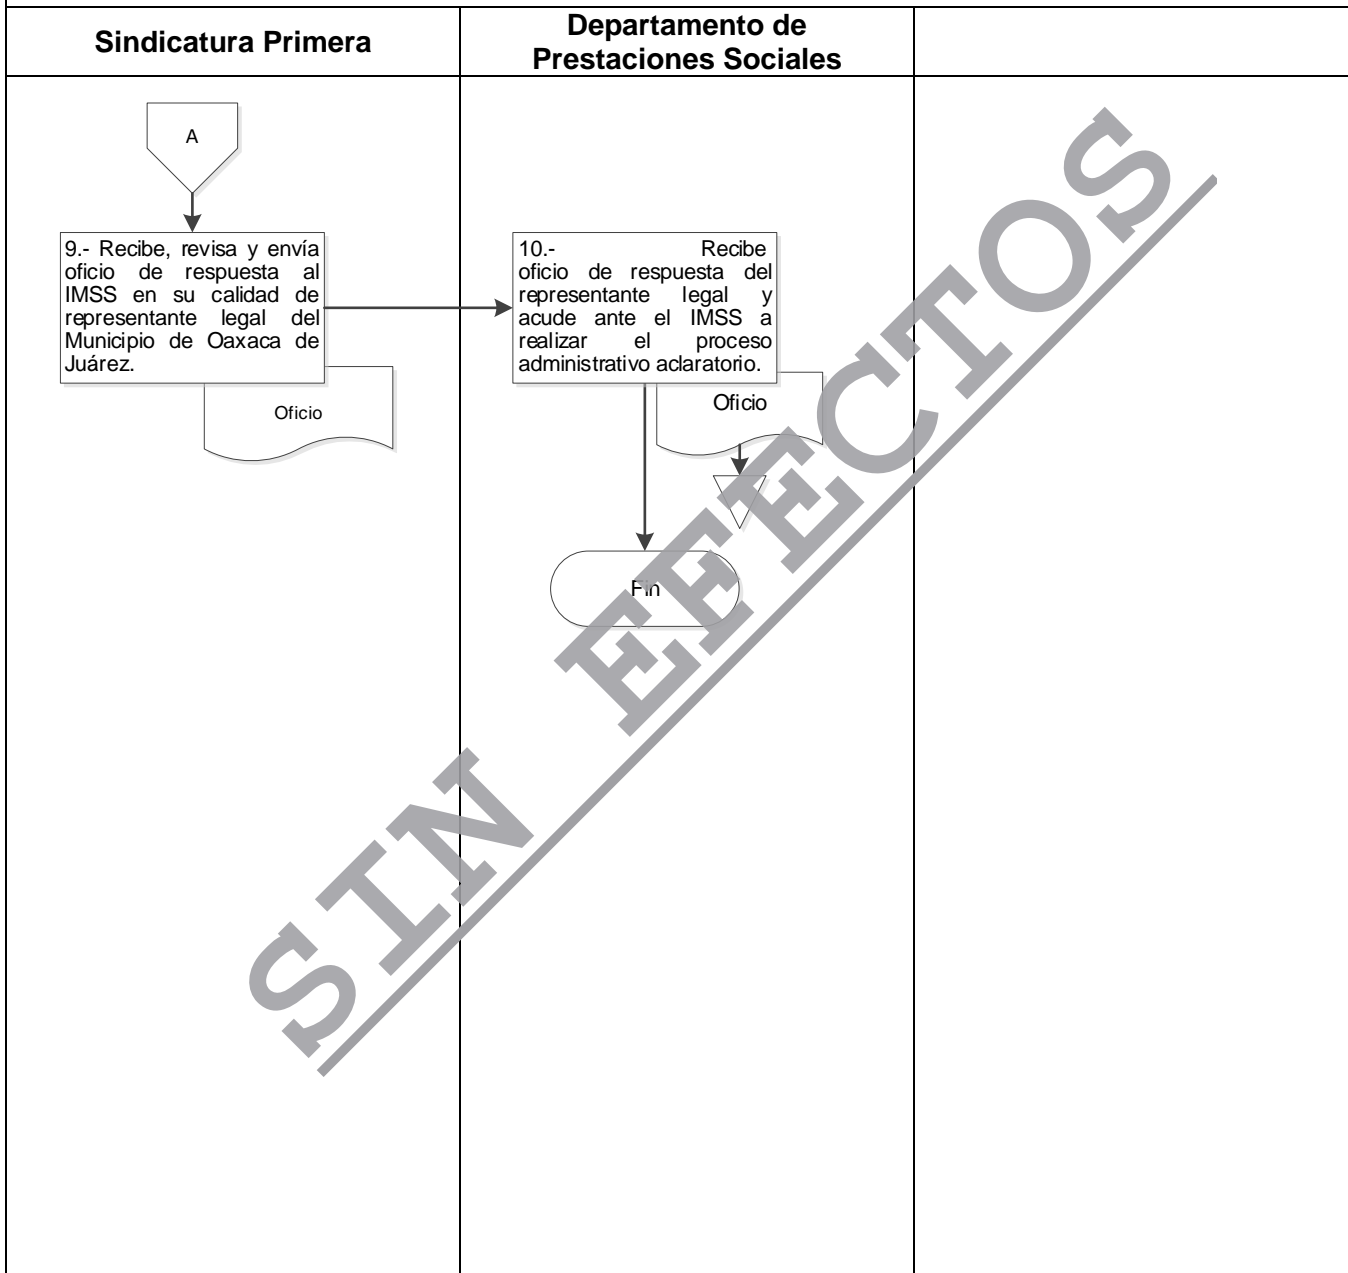 Sindicatura Primera
Departamento de
Prestaciones Sociales
A
9.- Recibe, revisa y envía
oficio de respuesta al
IMSS en su calidad de
representante legal del
Municipio de Oaxaca de
Juárez.
Oficio
10.- Recibe
oficio de respuesta del
representante legal y
acude ante el IMSS a
realizar el proceso
administrativo aclaratorio.
Oficio
Fin
SIN EFECTOS